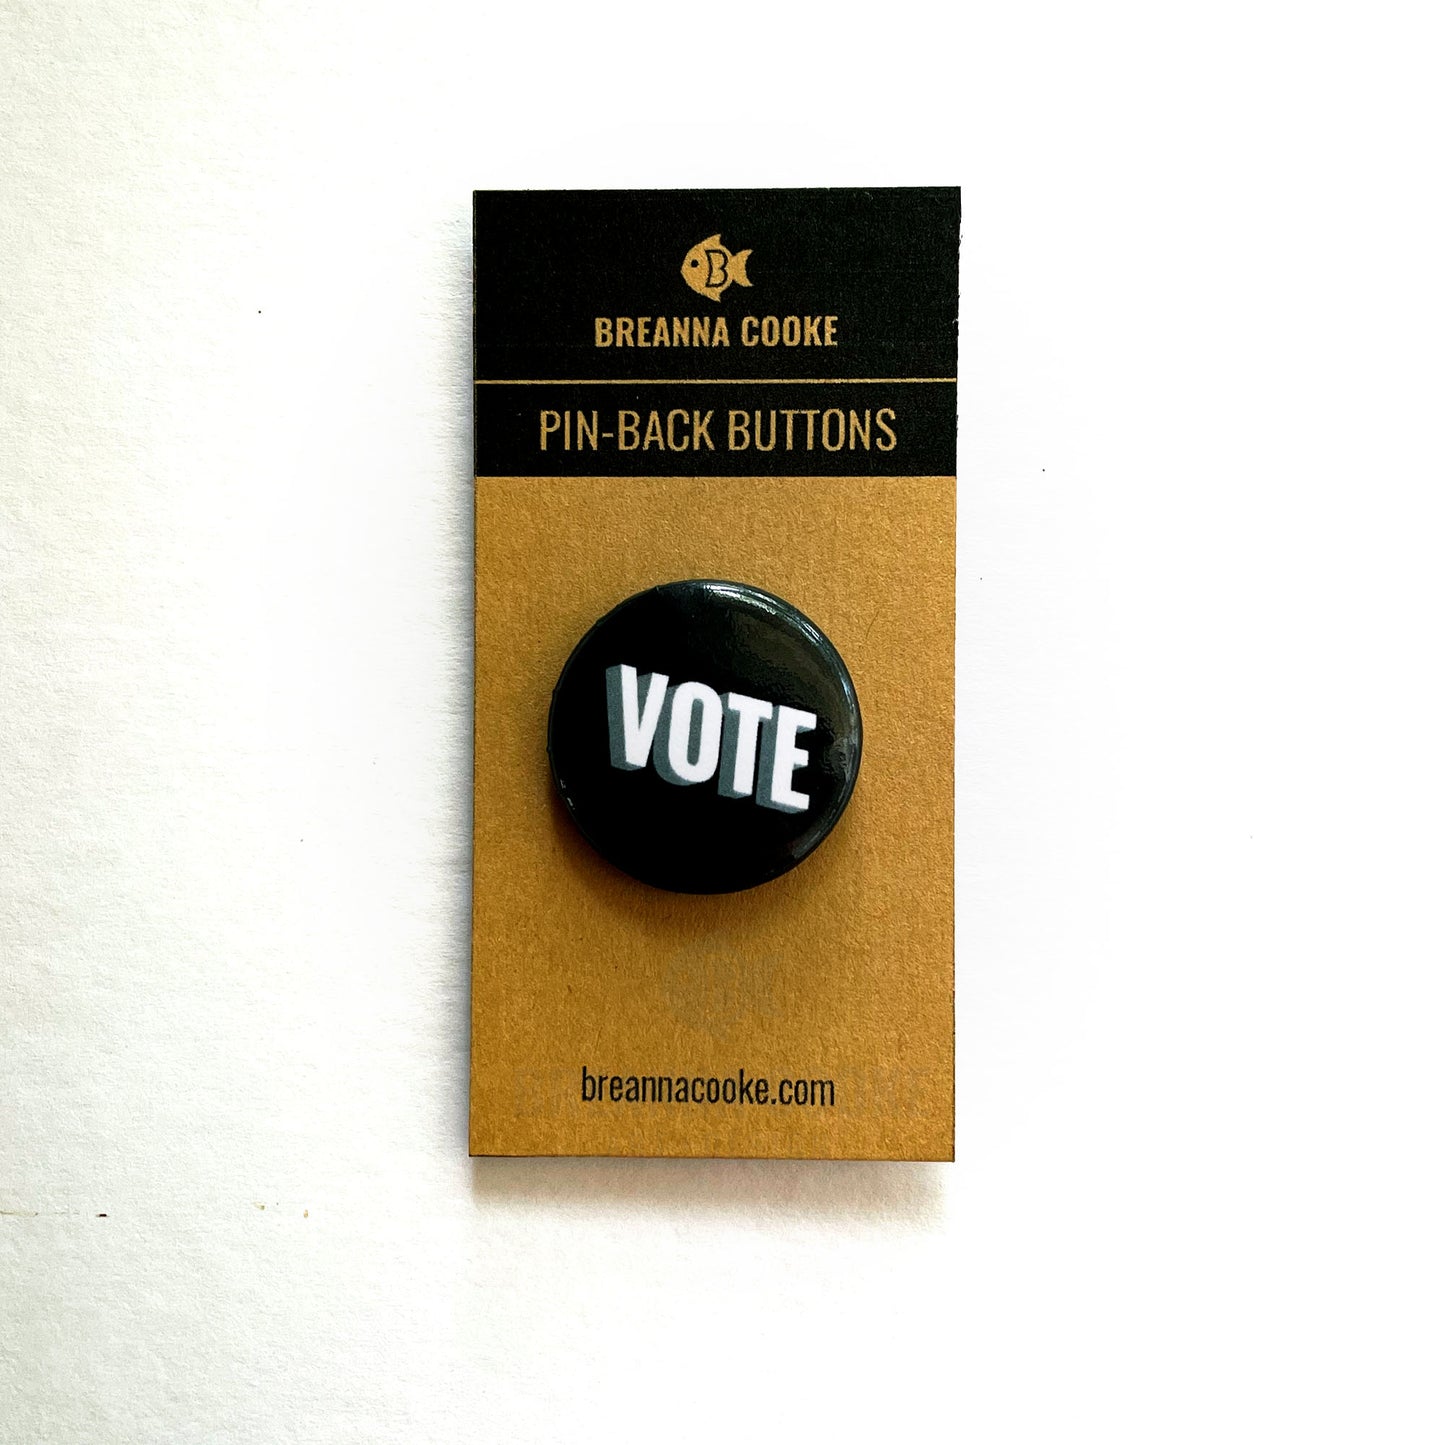 B
BREANNA COOKE
PIN-BACK BUTTONS
VOTE
breannacooke.com